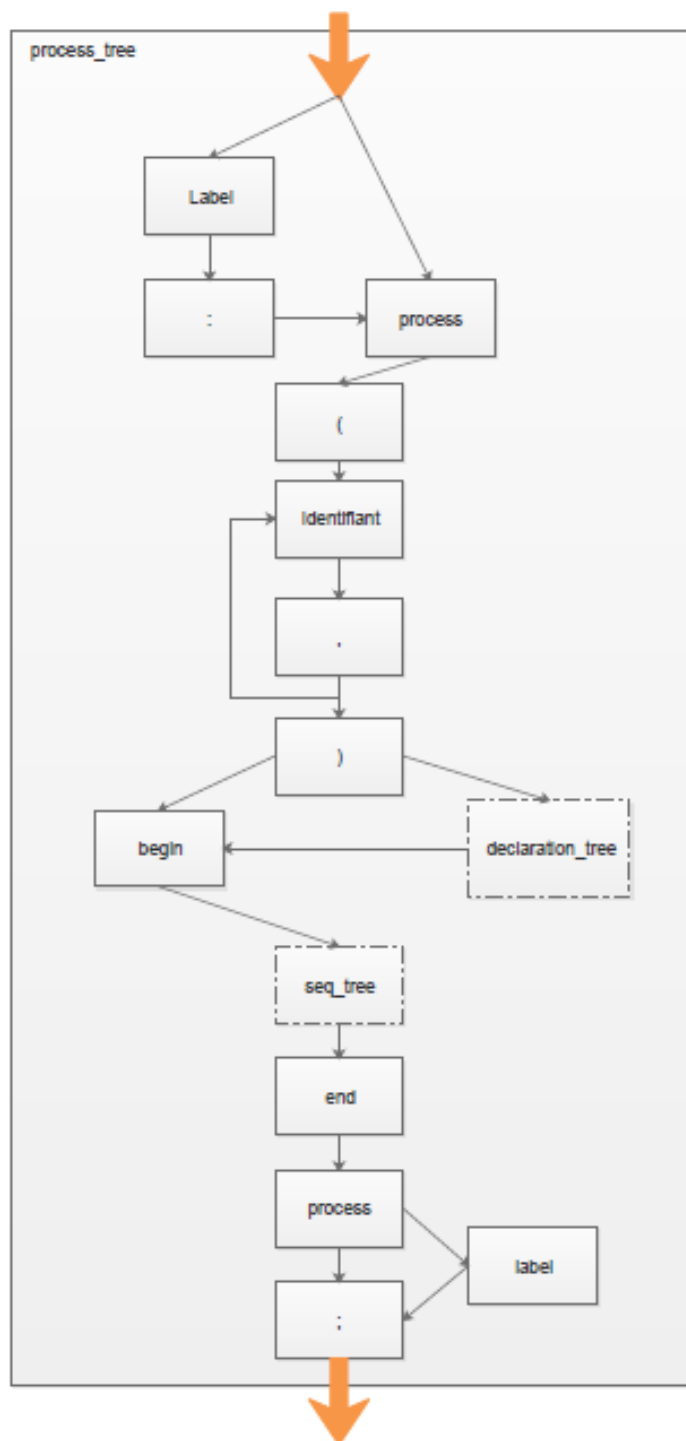 process_tree
Label
:
process
(
Identifiant
,
)
begin
declaration_tree
seq_tree
end
process
label
;